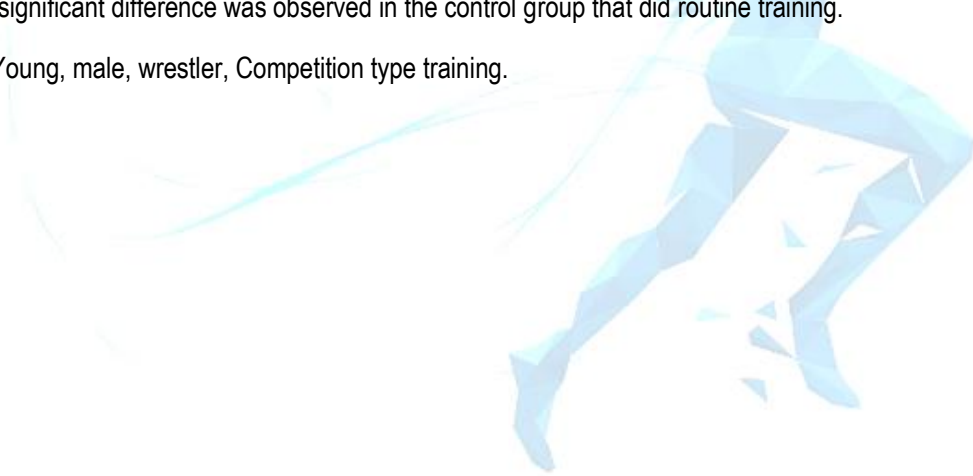 significant difference was observed in the control group that did routine training.
Young, male, wrestler, Competition type training.